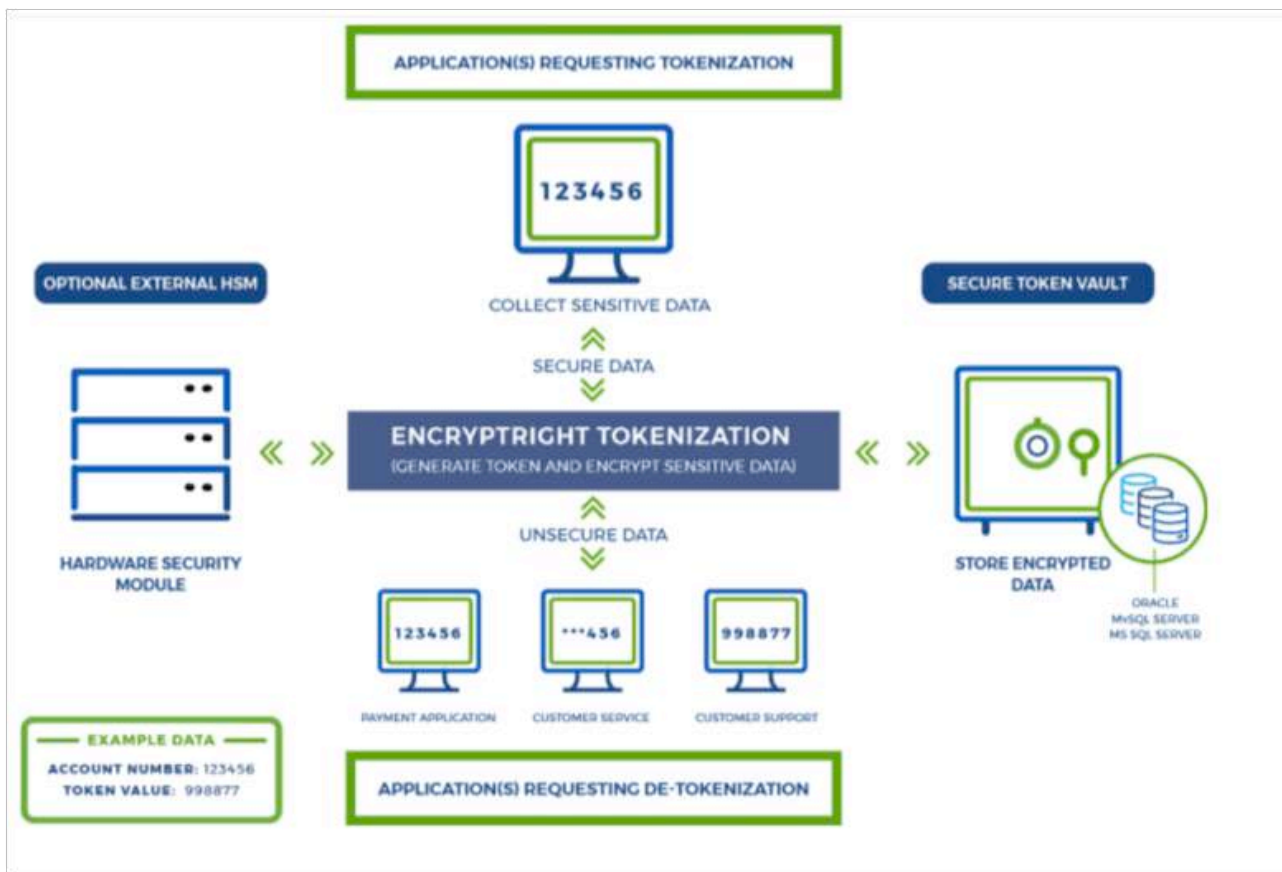 APPLICATION(S) REQUESTING TOKENIZATION
123456
COLLECT SENSITIVE DATA
OPTIONAL EXTERNAL HSM
SECURE TOKEN VAULT
SECURE DATA
ENCRYPTRIGHT TOKENIZATION
(GENERATE TOKEN AND ENCRYPT SENSITIVE DATA)
UNSECURE DATA
HARDWARE SECURITY
MODULE
STORE ENCRYPTED
DATA
ORACLE
MySQL SERVER
MS SQL SERVER
123456
***456
998877
PAYMENT APPLICATION
CUSTOMER SERVICE
CUSTOMER SUPPORT
EXAMPLE DATA
ACCOUNT NUMBER: 123456
TOKEN VALUE: 998877
APPLICATION(S) REQUESTING DE-TOKENIZATION